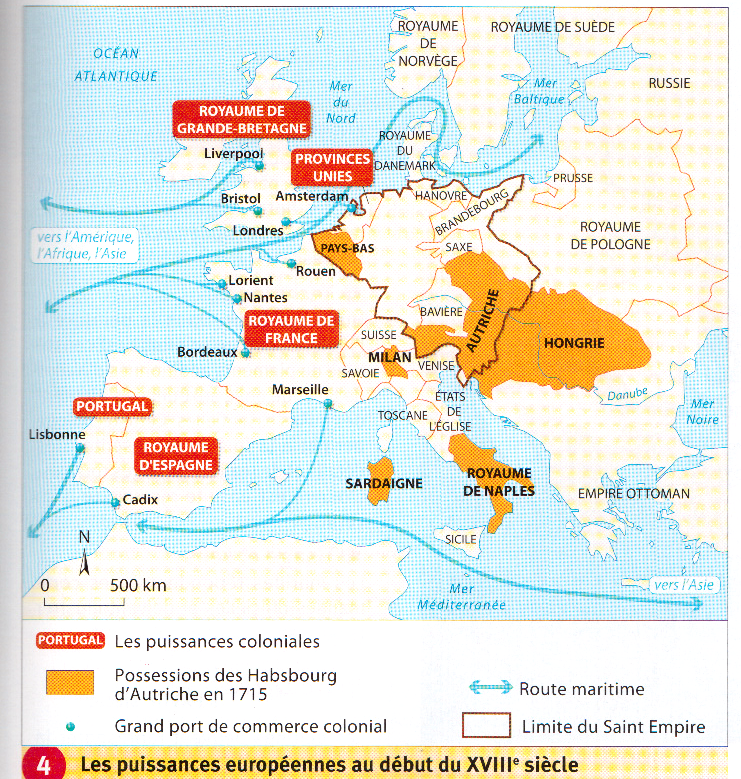 OCÉAN
ATLANTIQUE
ROYAUME
DE
NORVÈGE
ROYAUME DE SUÈDE
RUSSIE
Mer
du
Nord
Mer
Baltique
ROYAUME DE
GRANDE-BRETAGNE
Liverpool
PROVINCES
UNIES
ROYAUME
DU
DANEMARK
Bristol
Amsterdam
Londres
HANOVRE
BRANDEBOURG
PRUSSE
ROYAUME
DE POLOGNE
vers l'Amérique,
l'Afrique, l'Asie
PAYS-BAS
SAXE
Rouen
Lorient
Nantes
ROYAUME DE
FRANCE
BAVIÈRE
AUTRICHE
HONGRIE
Bordeaux
SUISSE
MILAN
SAVOIE
VENISE
Marseille
Danube
Mer
Noire
PORTUGAL
Lisbonne
ROYAUME
D'ESPAGNE
Cadix
TOSCANE
ÉTATS
DE
L'ÉGLISE
SARDAIGNE
ROYAUME
DE NAPLES
EMPIRE OTTOMAN
SICILE
N
0 500 km
Mer
Méditerranée
vers l'Asie
PORTUGAL Les puissances coloniales
Possessions des Habsbourg
d'Autriche en 1715
Route maritime
Grand port de commerce colonial
Limite du Saint Empire
4 Les puissances européennes au début du XVIIIe siècle